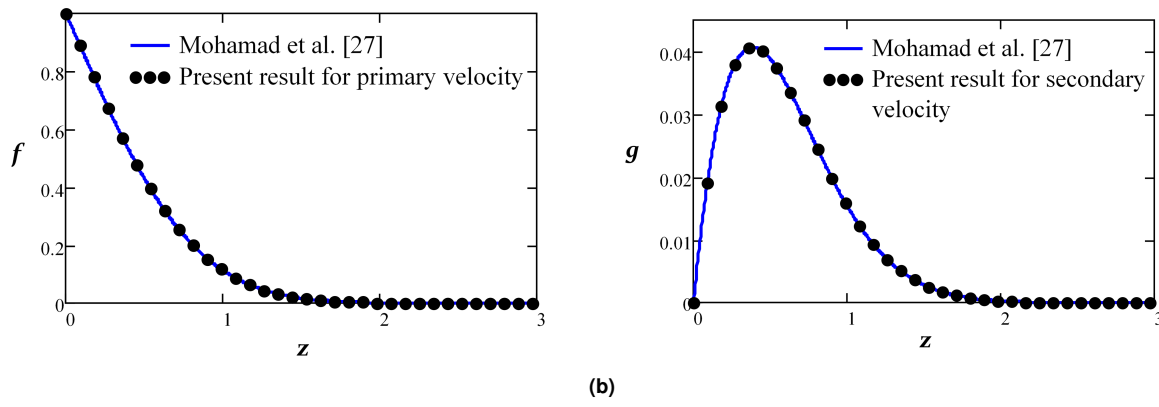 Mohamad et al. [27]
Present result for primary velocity
0.8
0.6
0.4
0.2
0
f
0
1
2
3
z
Mohamad et al. [27]
Present result for secondary
velocity
0.04
0.03
0.02
0.01
0
g
0
1
2
3
z
(b)